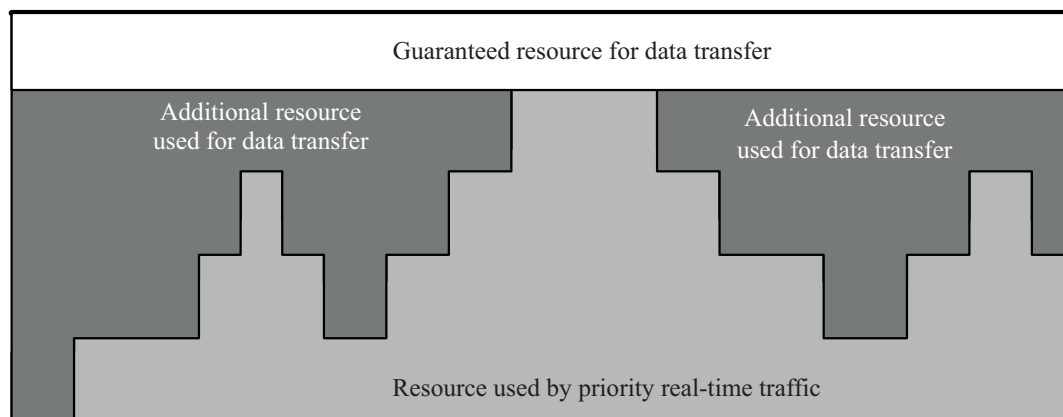 Guaranteed resource for data transfer
Additional resource
used for data transfer
Additional resource
used for data transfer
Resource used by priority real-time traffic